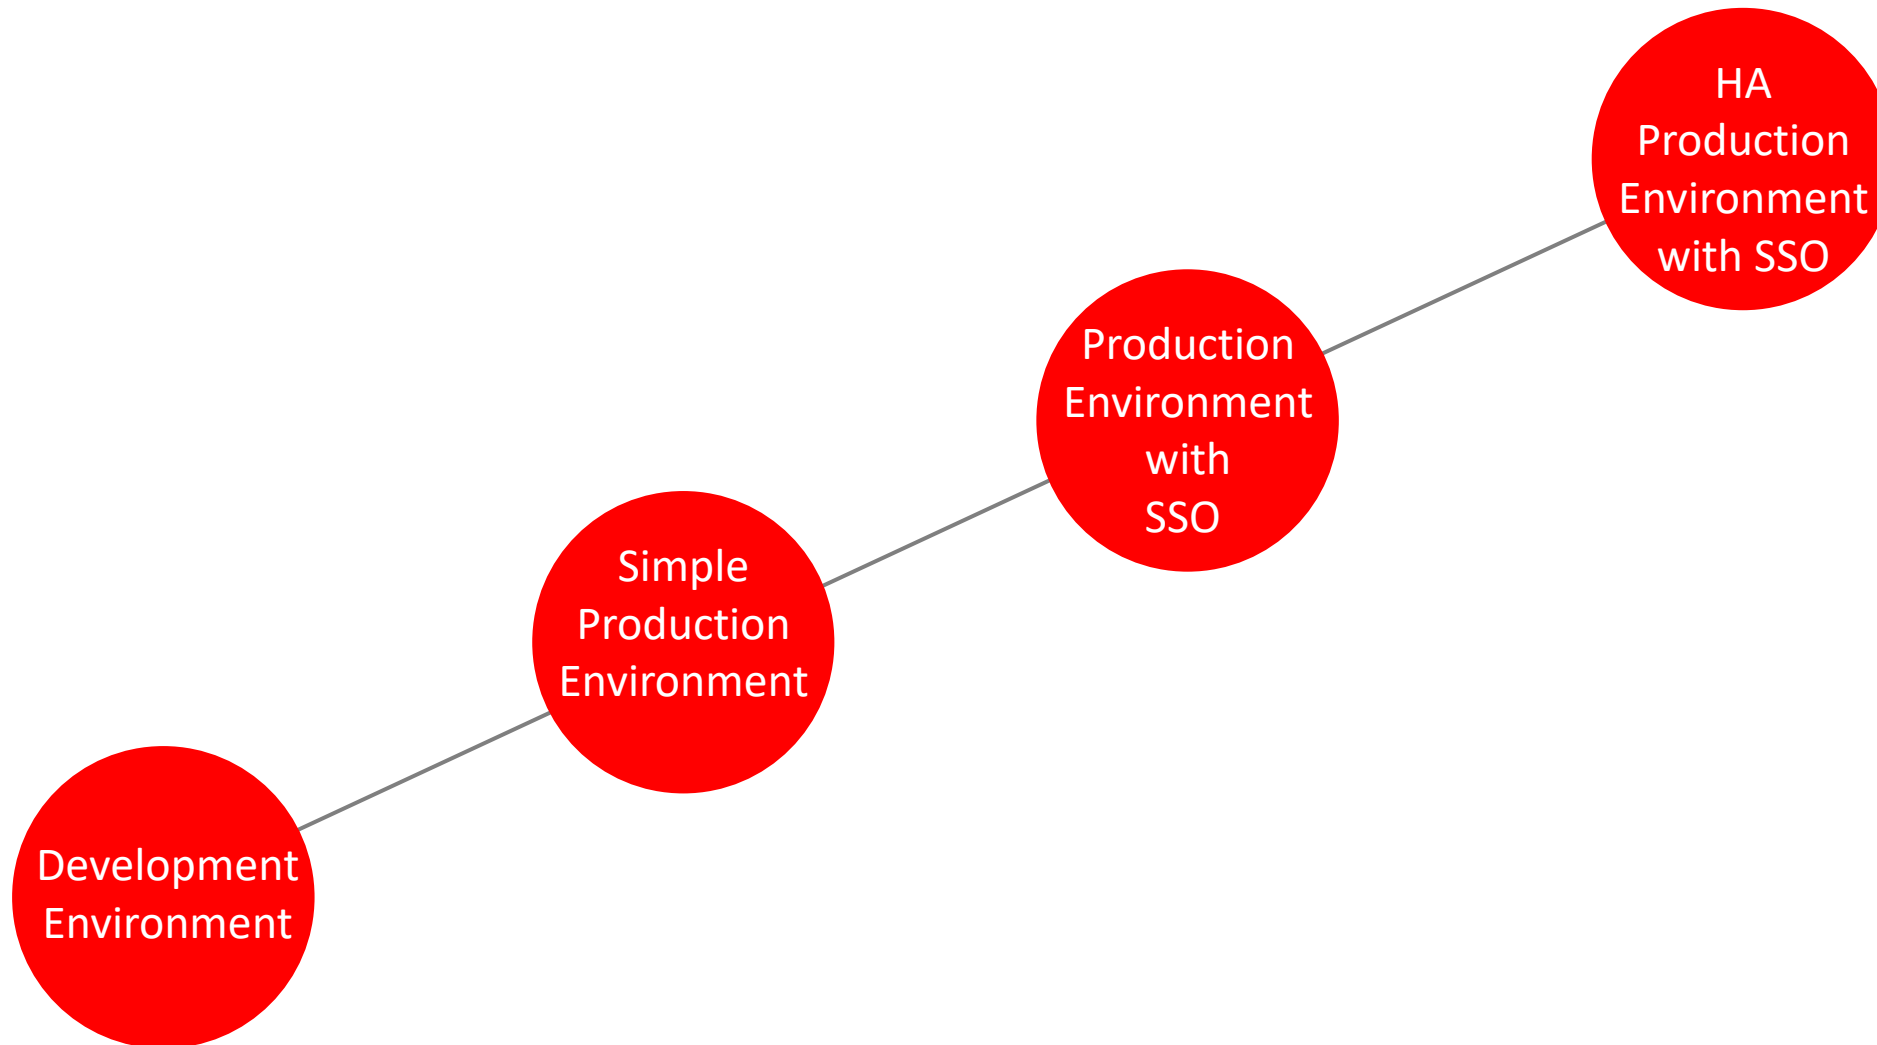 HA
Production
Environment
with SSO
Production
Environment
with
SSO
Simple
Production
Environment
Development
Environment